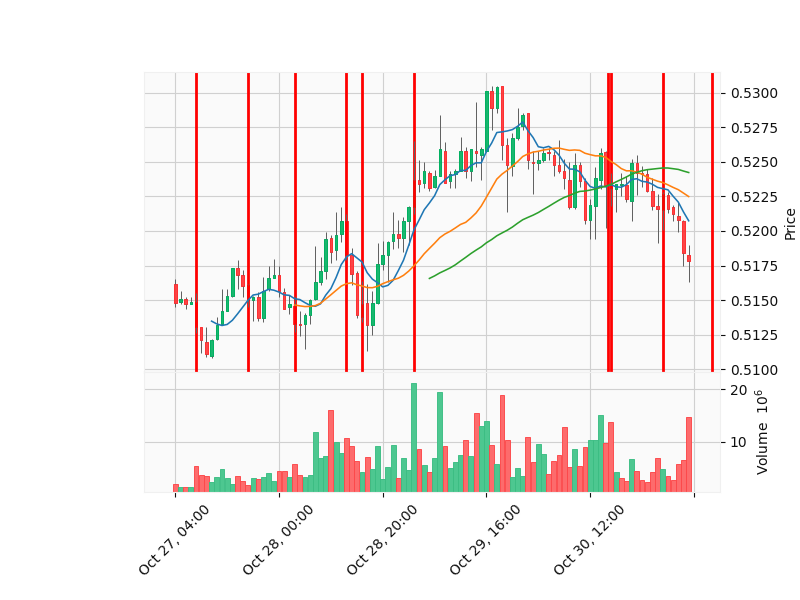 0.5300
0.5275
0.5250
0.5225
0.5200
0.5175
0.5150
0.5125
0.5100
Price
20
10
Volume 10⁶
Oct 27, 04:00
Oct 28, 00:00
Oct 28, 20:00
Oct 29, 16:00
Oct 30, 12:00